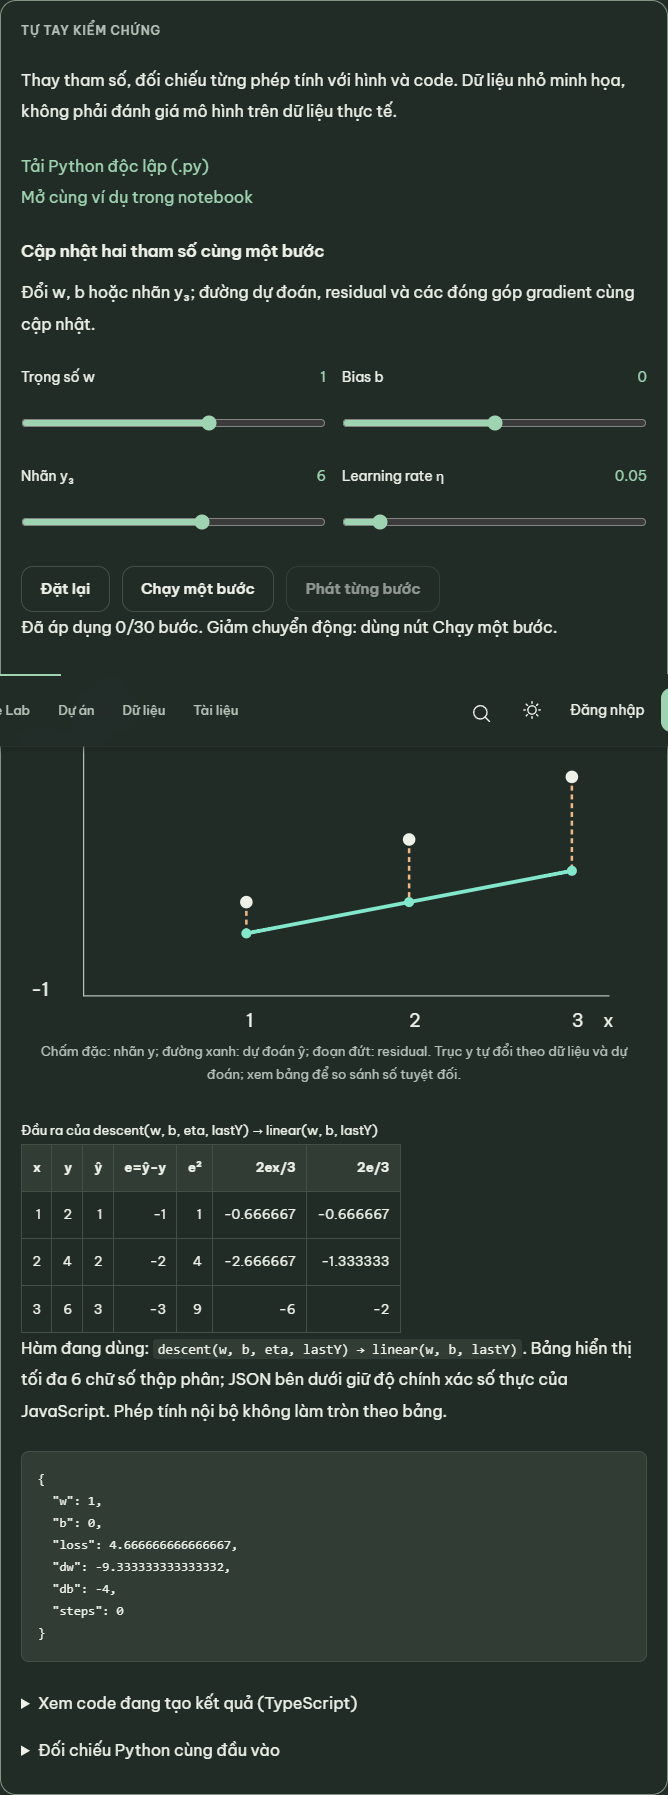 TỰ TAY KIỂM CHỨNG
Thay tham số, đối chiếu từng phép tính với hình và code. Dữ liệu nhỏ minh họa,
không phải đánh giá mô hình trên dữ liệu thực tế.
Tải Python độc lập (.py)
Mở cùng ví dụ trong notebook
Cập nhật hai tham số cùng một bước
Đổi w, b hoặc nhãn y₃; đường dự đoán, residual và các đóng góp gradient cùng
cập nhật.
Trọng số w 1 Bias b 0
Nhãn y₃ 6 Learning rate η 0.05
Đặt lại Chạy một bước Phát từng bước
Đã áp dụng 0/30 bước. Giảm chuyển động: dùng nút Chạy một bước.
Lab Dự án Dữ liệu Tài liệu Đăng nhập
-1
1 2 3 x
Chấm đặc: nhãn y; đường xanh: dự đoán ŷ; đoạn đứt: residual. Trục y tự đổi theo dữ liệu và dự
đoán; xem bảng để so sánh số tuyệt đối.
Đầu ra của descent(w, b, eta, lastY) → linear(w, b, lastY)
x y ŷ e=ŷ-y e² 2ex/3 2e/3
1 2 1 -1 1 -0.666667 -0.666667
2 4 2 -2 4 -2.666667 -1.333333
3 6 3 -3 9 -6 -2
Hàm đang dùng: descent(w, b, eta, lastY) → linear(w, b, lastY). Bảng hiển thị
tối đa 6 chữ số thập phân; JSON bên dưới giữ độ chính xác số thực của
JavaScript. Phép tính nội bộ không làm tròn theo bảng.
{
"w": 1,
"b": 0,
"loss": 4.666666666666667,
"dw": -9.333333333333332,
"db": -4,
"steps": 0
}
Xem code đang tạo kết quả (TypeScript)
Đối chiếu Python cùng đầu vào